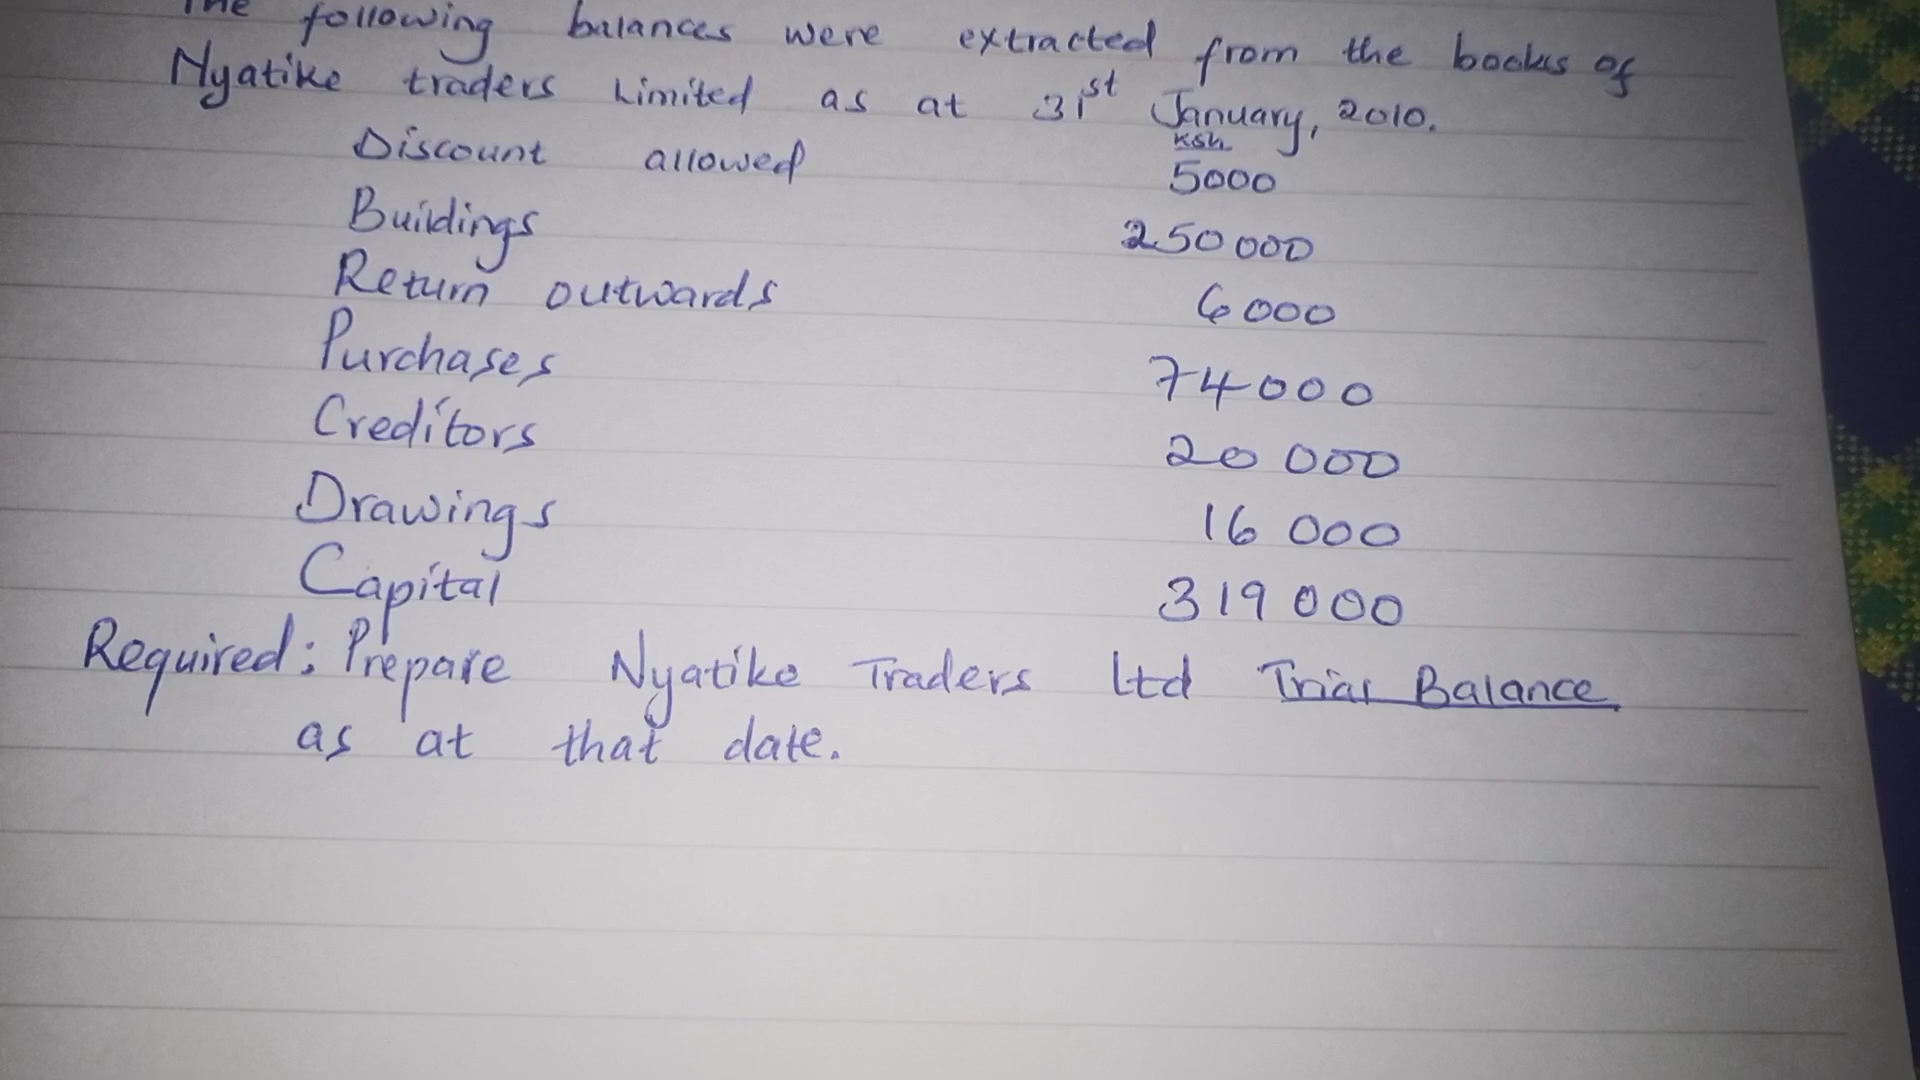 The following balances were extracted from the books of
Nyatike traders Limited as at 31st January, 2010.
Ksh
Discount allowed 5000
Buildings 250 000
Return outwards 6000
Purchases 74000
Creditors 20 000
Drawings 16 000
Capital 319 000
Required: Prepare Nyatike Traders Ltd Trial Balance
as at that date.